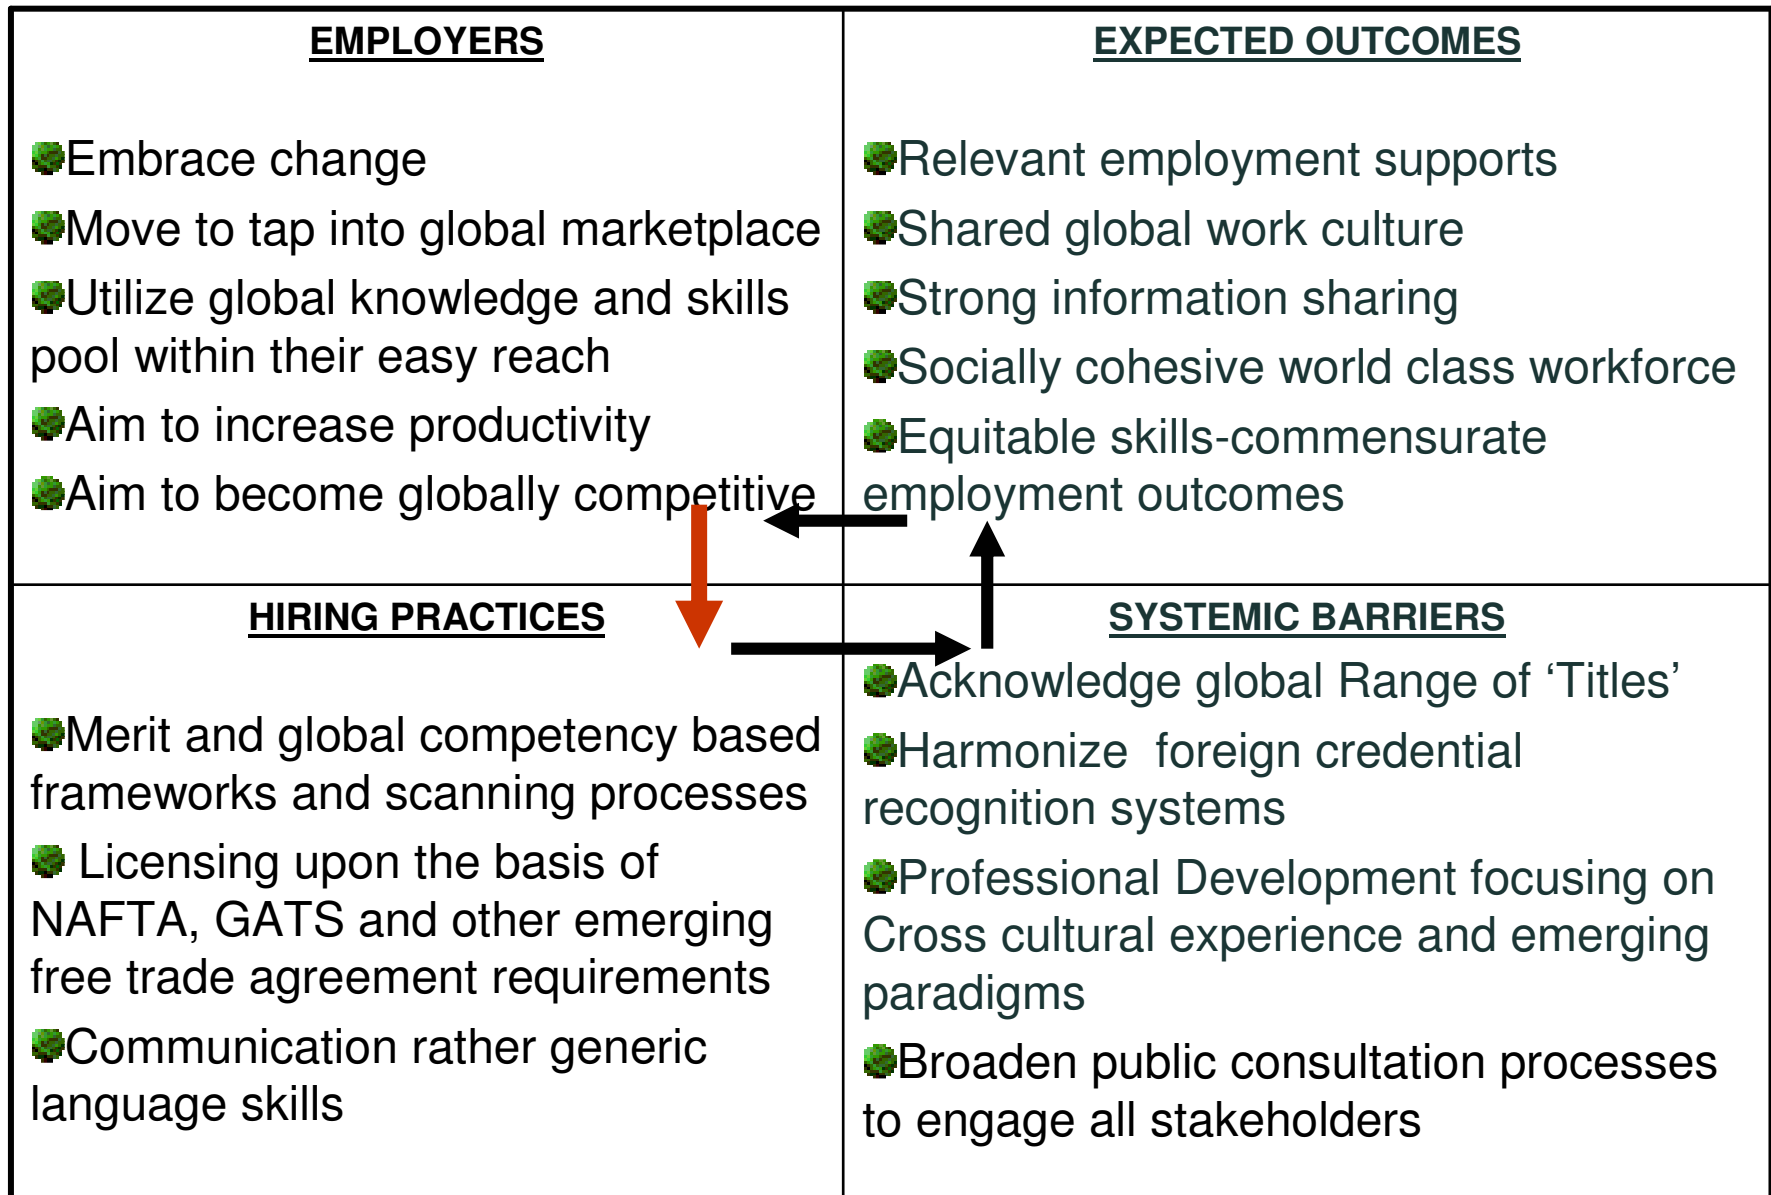 EMPLOYERS
Embrace change
Move to tap into global marketplace
Utilize global knowledge and skills
pool within their easy reach
Aim to increase productivity
Aim to become globally competitive
EXPECTED OUTCOMES
Relevant employment supports
Shared global work culture
Strong information sharing
Socially cohesive world class workforce
Equitable skills-commensurate
employment outcomes
HIRING PRACTICES
Merit and global competency based
frameworks and scanning processes
Licensing upon the basis of
NAFTA, GATS and other emerging
free trade agreement requirements
Communication rather generic
language skills
SYSTEMIC BARRIERS
Acknowledge global Range of ‘Titles’
Harmonize  foreign credential
recognition systems
Professional Development focusing on
Cross cultural experience and emerging
paradigms
Broaden public consultation processes
to engage all stakeholders